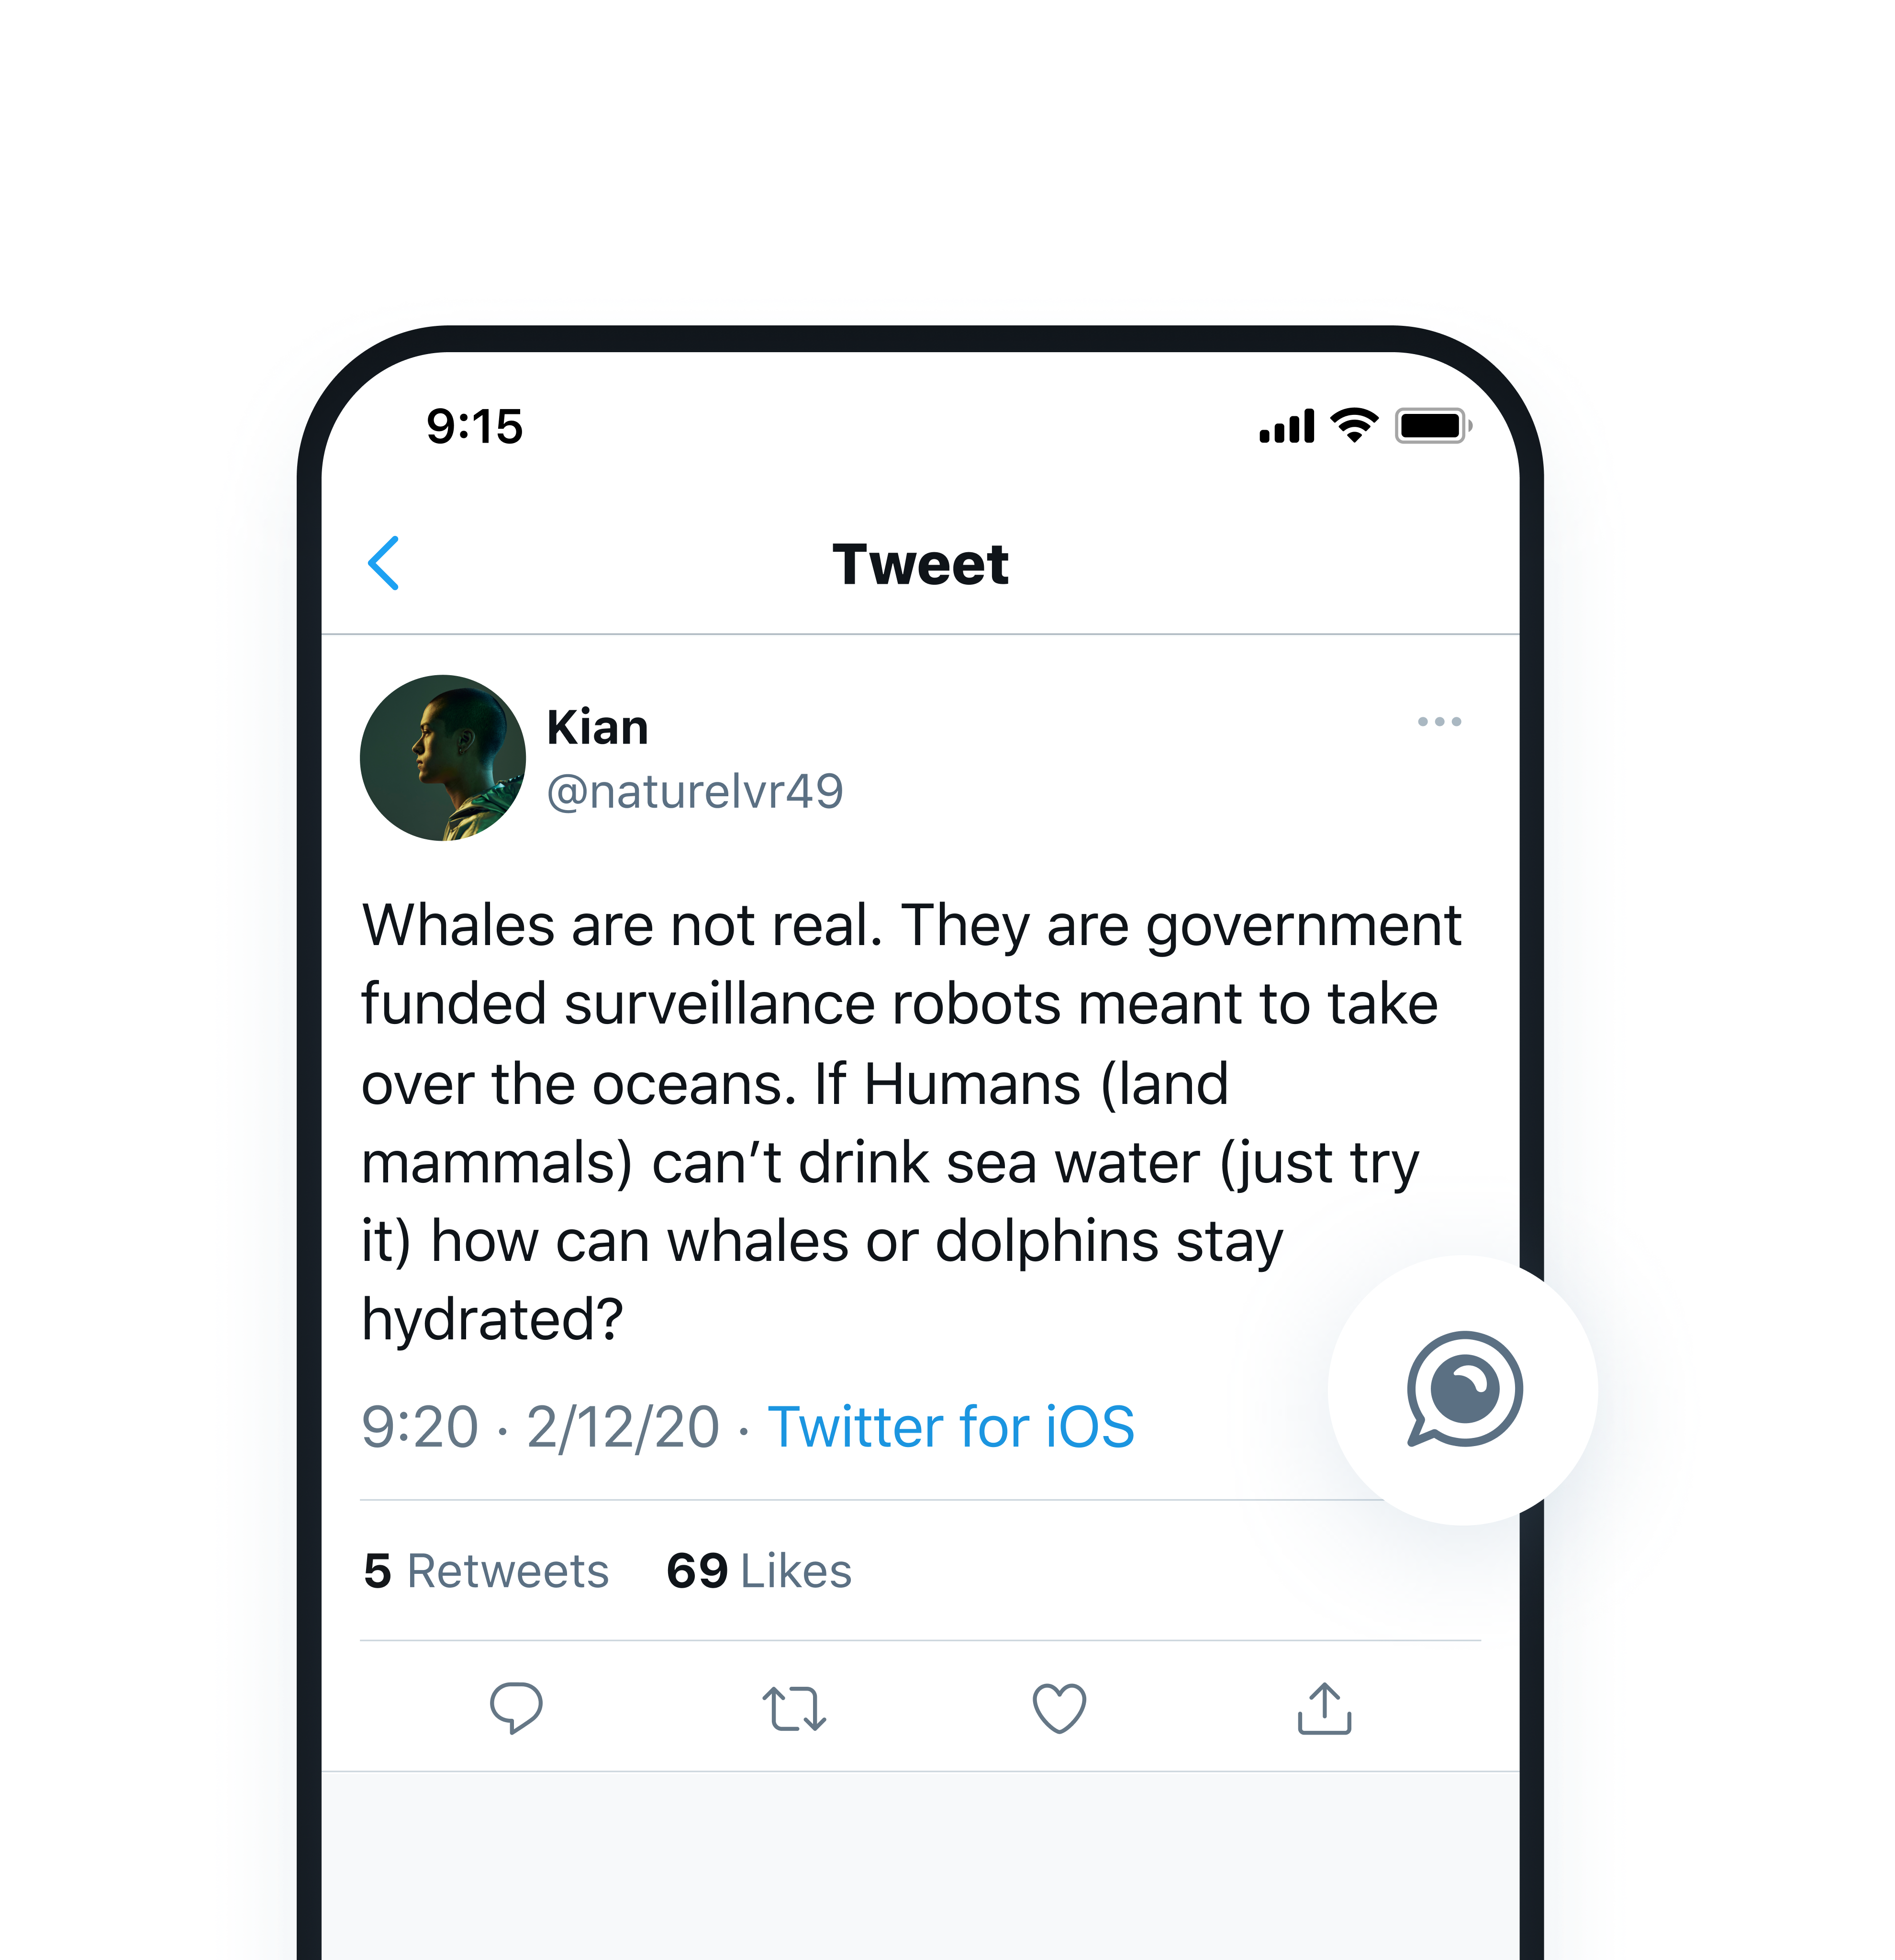 9:15
Tweet
Kian
@naturelvr49
Whales are not real. They are government
funded surveillance robots meant to take
over the oceans. If Humans (land
mammals) can’t drink sea water (just try
it) how can whales or dolphins stay
hydrated?
9:20 · 2/12/20 · Twitter for iOS
5 Retweets 69 Likes